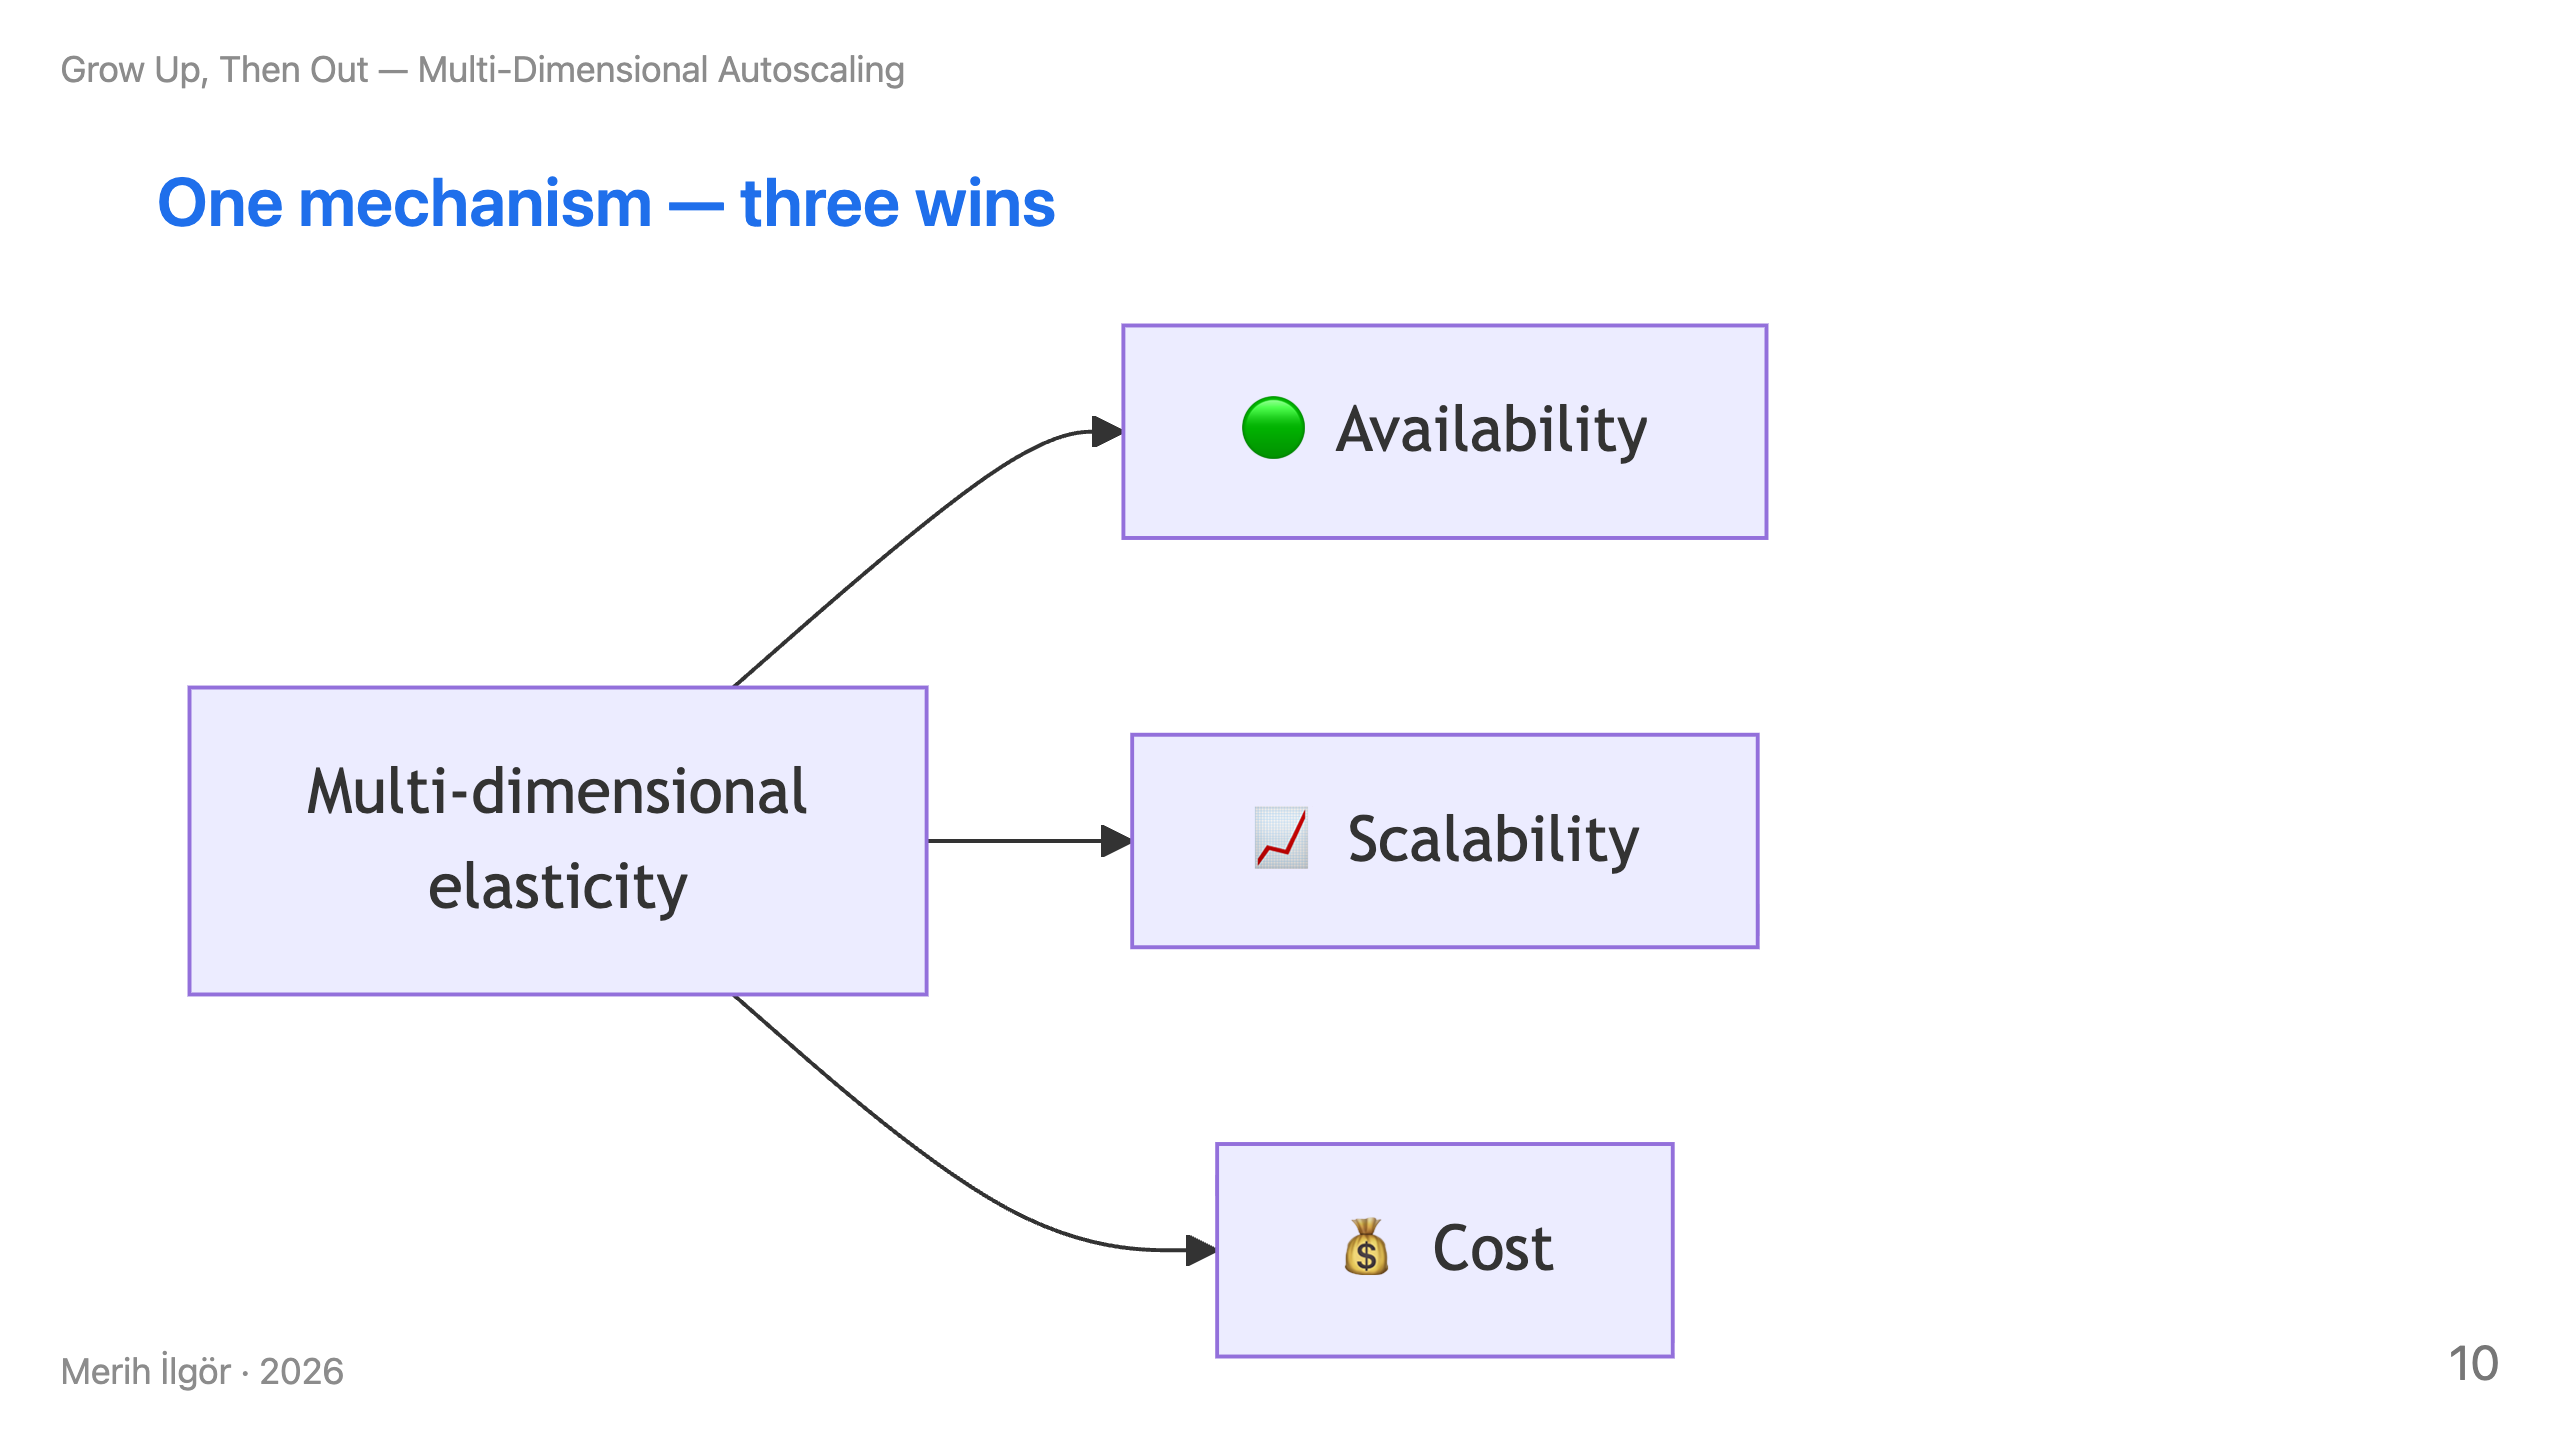 Grow Up, Then Out — Multi-Dimensional Autoscaling
One mechanism — three wins
🟢 Availability
Multi-dimensional
elasticity
📈 Scalability
💰 Cost
Merih İlgör · 2026
10